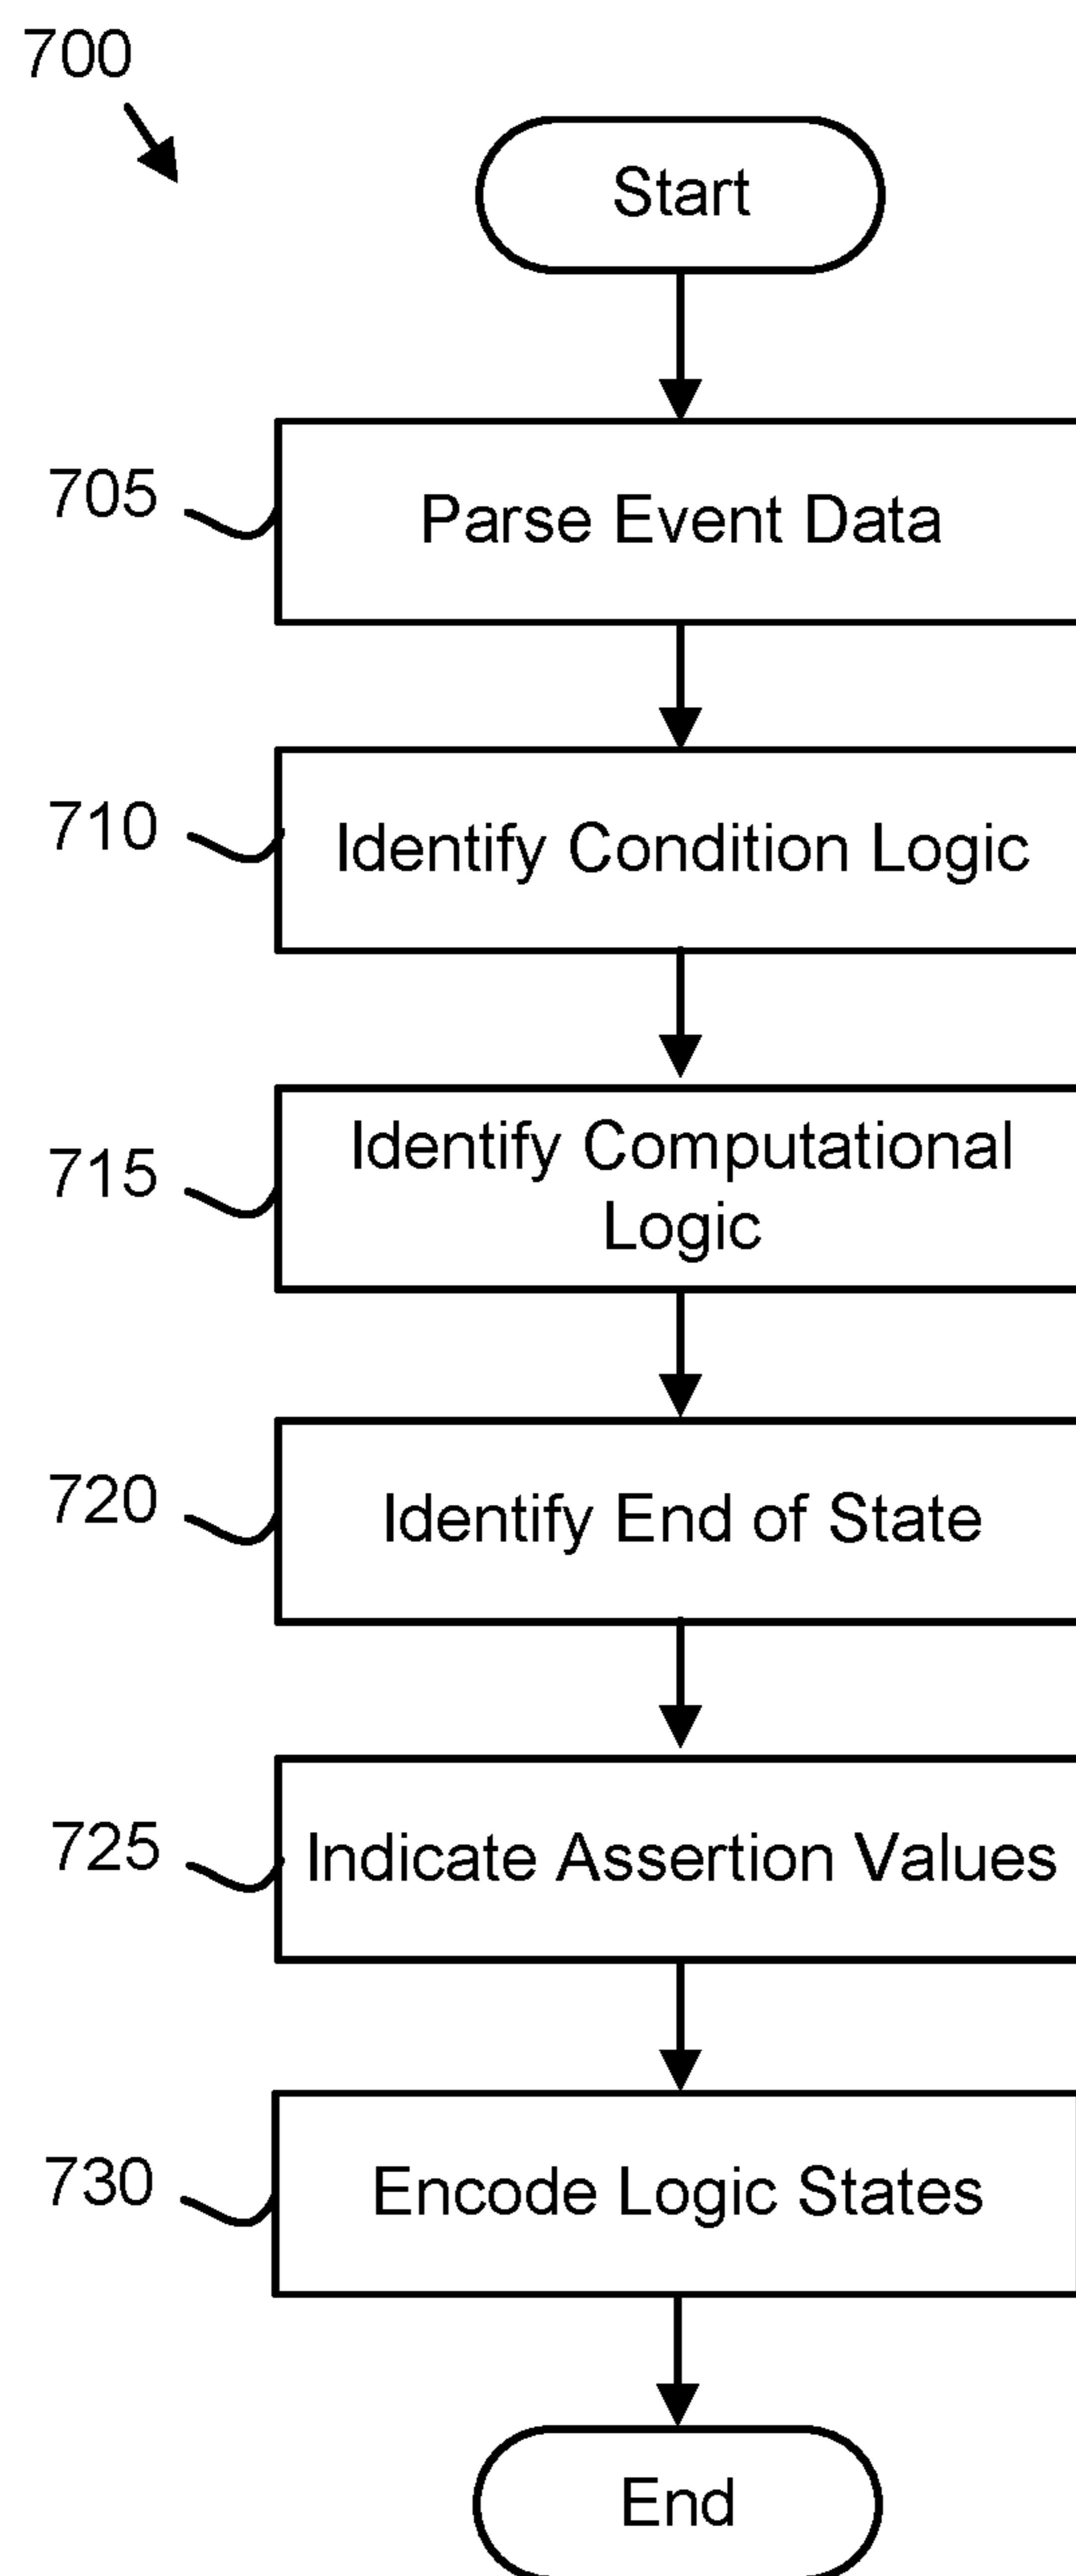 700
Start
705
Parse Event Data
710
Identify Condition Logic
715
Identify Computational
Logic
720
Identify End of State
725
Indicate Assertion Values
730
Encode Logic States
End